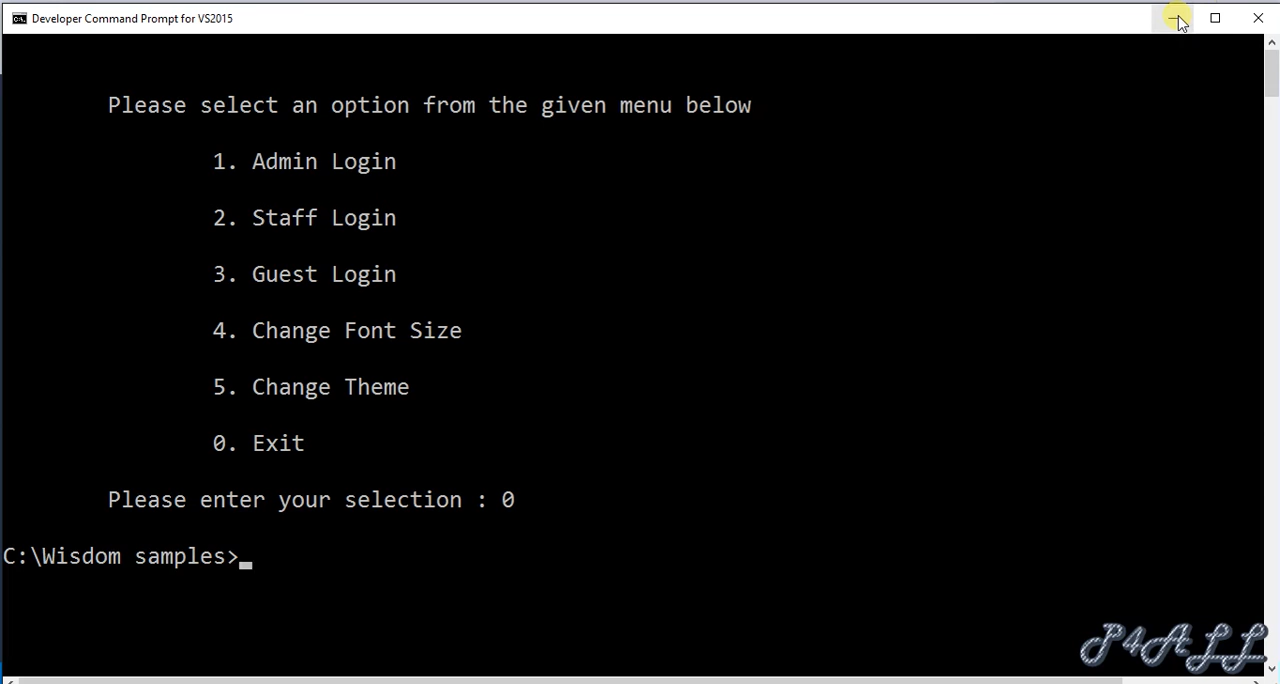 Developer Command Prompt for VS2015
Please select an option from the given menu below
1. Admin Login
2. Staff Login
3. Guest Login
4. Change Font Size
5. Change Theme
0. Exit
Please enter your selection : 0
C:\Wisdom samples>
P4ALL